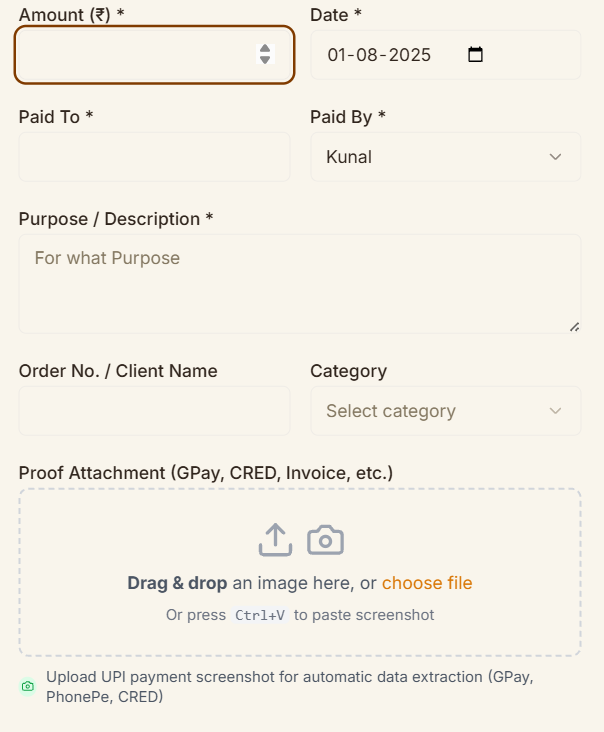 Amount (₹) * Date *
01-08-2025
Paid To * Paid By *
Kunal
Purpose / Description *
For what Purpose
Order No. / Client Name Category
Select category
Proof Attachment (GPay, CRED, Invoice, etc.)
Drag & drop an image here, or choose file
Or press Ctrl+V to paste screenshot
Upload UPI payment screenshot for automatic data extraction (GPay,
PhonePe, CRED)